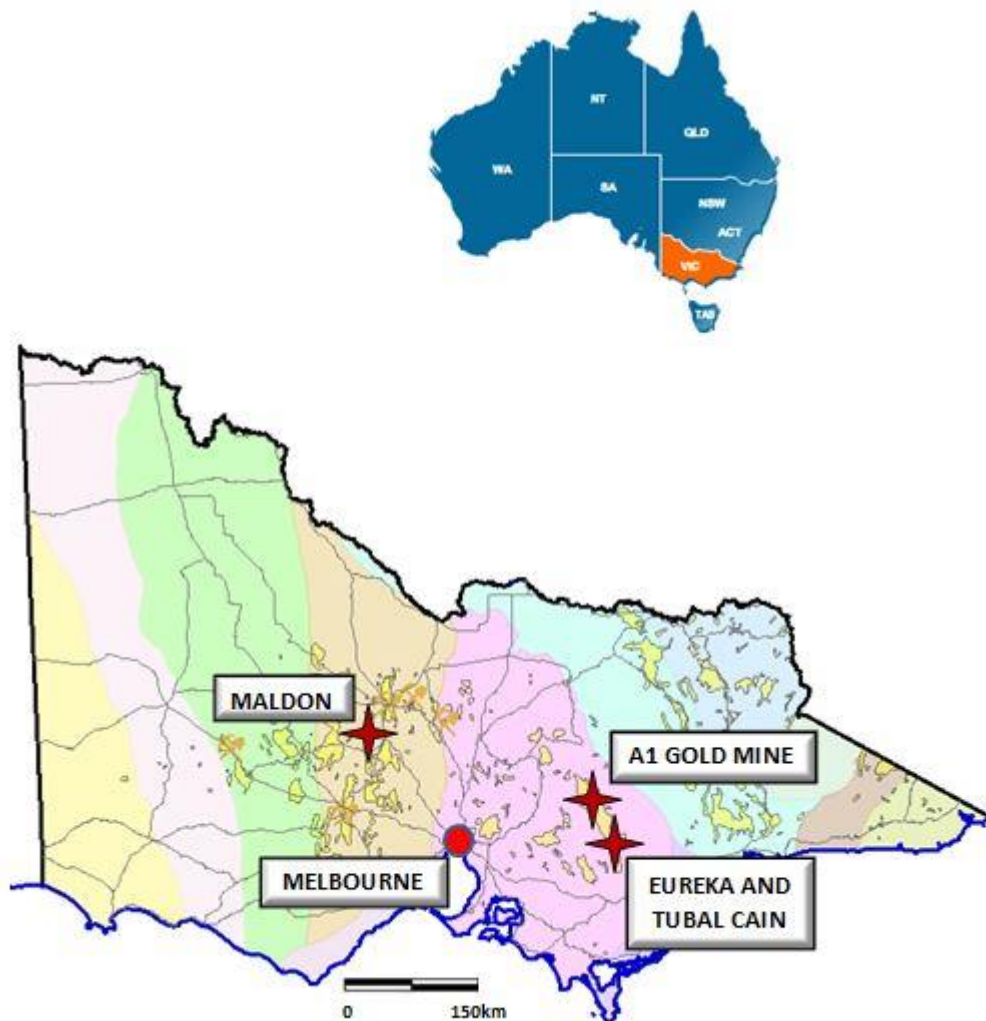 NT
QLD
WA
SA
NSW
ACT
VIC
TAS
MALDON
A1 GOLD MINE
MELBOURNE
EUREKA AND
TUBAL CAIN
0 150km